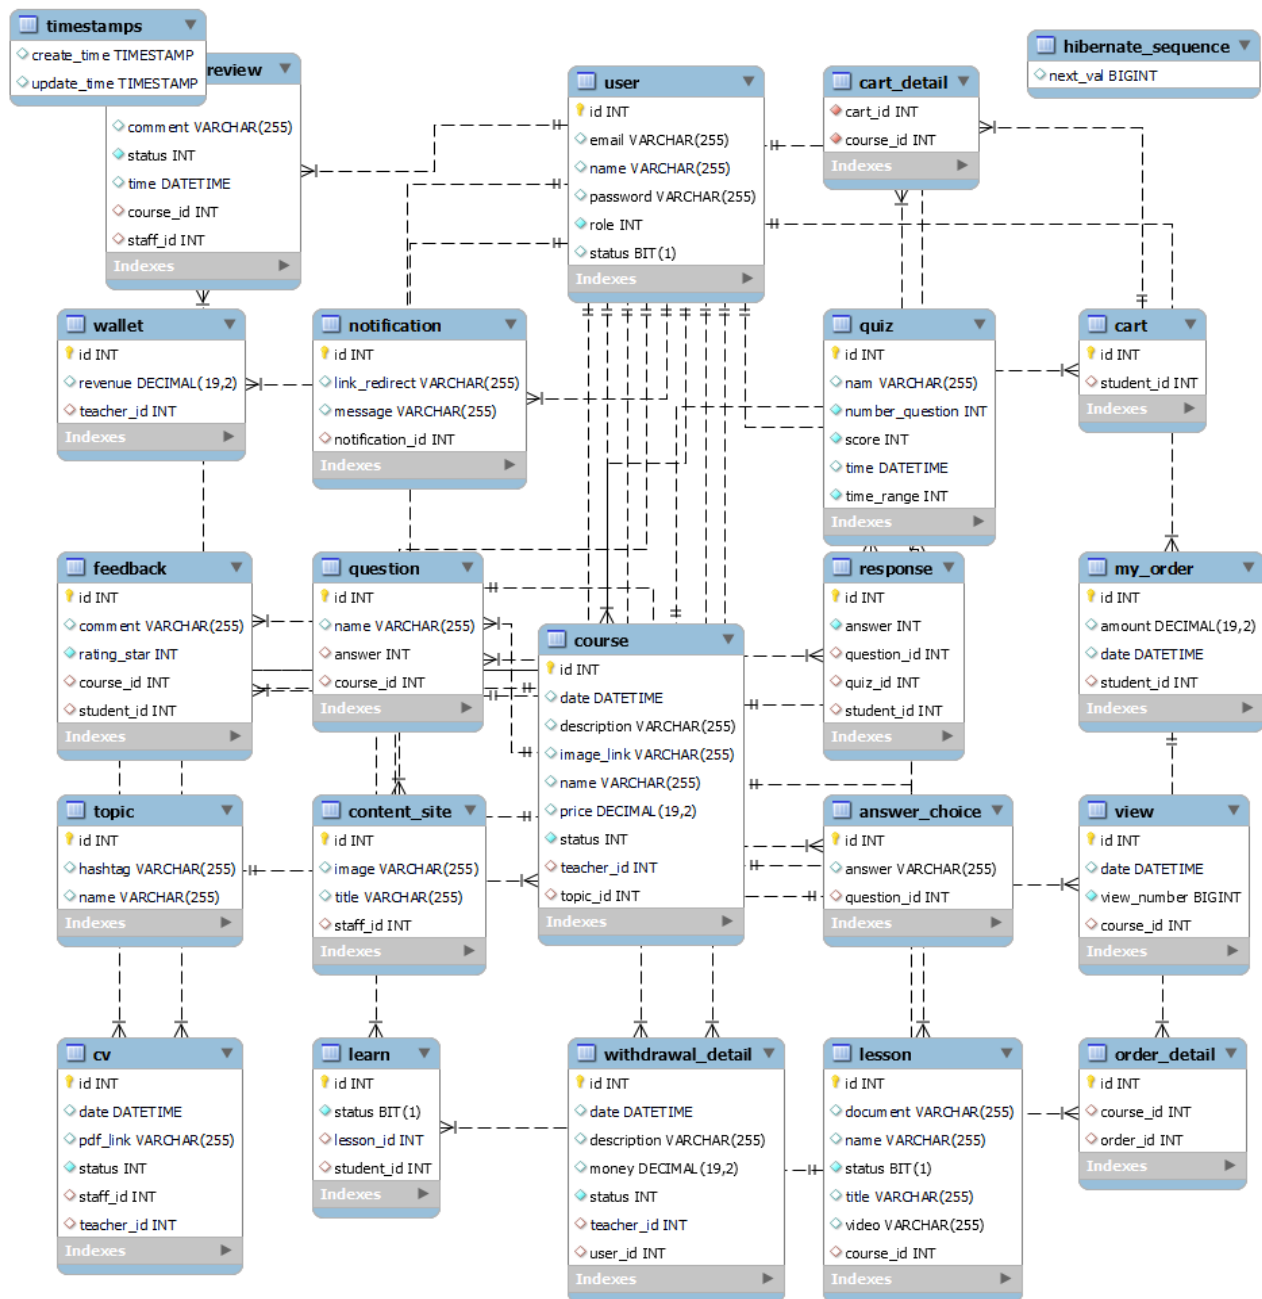 timestamps
create_time TIMESTAMP
update_time TIMESTAMP
review
comment VARCHAR(255)
status INT
time DATETIME
course_id INT
staff_id INT
Indexes
user
id INT
email VARCHAR(255)
name VARCHAR(255)
password VARCHAR(255)
role INT
status BIT(1)
Indexes
cart_detail
cart_id INT
course_id INT
Indexes
hibernate_sequence
next_val BIGINT
wallet
id INT
revenue DECIMAL(19,2)
teacher_id INT
Indexes
notification
id INT
link_redirect VARCHAR(255)
message VARCHAR(255)
notification_id INT
Indexes
quiz
id INT
nam VARCHAR(255)
number_question INT
score INT
time DATETIME
time_range INT
Indexes
cart
id INT
student_id INT
Indexes
feedback
id INT
comment VARCHAR(255)
rating_star INT
course_id INT
student_id INT
Indexes
question
id INT
name VARCHAR(255)
answer INT
course_id INT
Indexes
course
id INT
date DATETIME
description VARCHAR(255)
image_link VARCHAR(255)
name VARCHAR(255)
price DECIMAL(19,2)
status INT
teacher_id INT
topic_id INT
Indexes
response
id INT
answer INT
question_id INT
quiz_id INT
student_id INT
Indexes
my_order
id INT
amount DECIMAL(19,2)
date DATETIME
student_id INT
Indexes
topic
id INT
hashtag VARCHAR(255)
name VARCHAR(255)
Indexes
content_site
id INT
image VARCHAR(255)
title VARCHAR(255)
staff_id INT
Indexes
answer_choice
id INT
answer VARCHAR(255)
question_id INT
Indexes
view
id INT
date DATETIME
view_number BIGINT
course_id INT
Indexes
cv
id INT
date DATETIME
pdf_link VARCHAR(255)
status INT
staff_id INT
teacher_id INT
Indexes
learn
id INT
status BIT(1)
lesson_id INT
student_id INT
Indexes
withdrawal_detail
id INT
date DATETIME
description VARCHAR(255)
money DECIMAL(19,2)
status INT
teacher_id INT
user_id INT
Indexes
lesson
id INT
document VARCHAR(255)
name VARCHAR(255)
status BIT(1)
title VARCHAR(255)
video VARCHAR(255)
course_id INT
Indexes
order_detail
id INT
course_id INT
order_id INT
Indexes